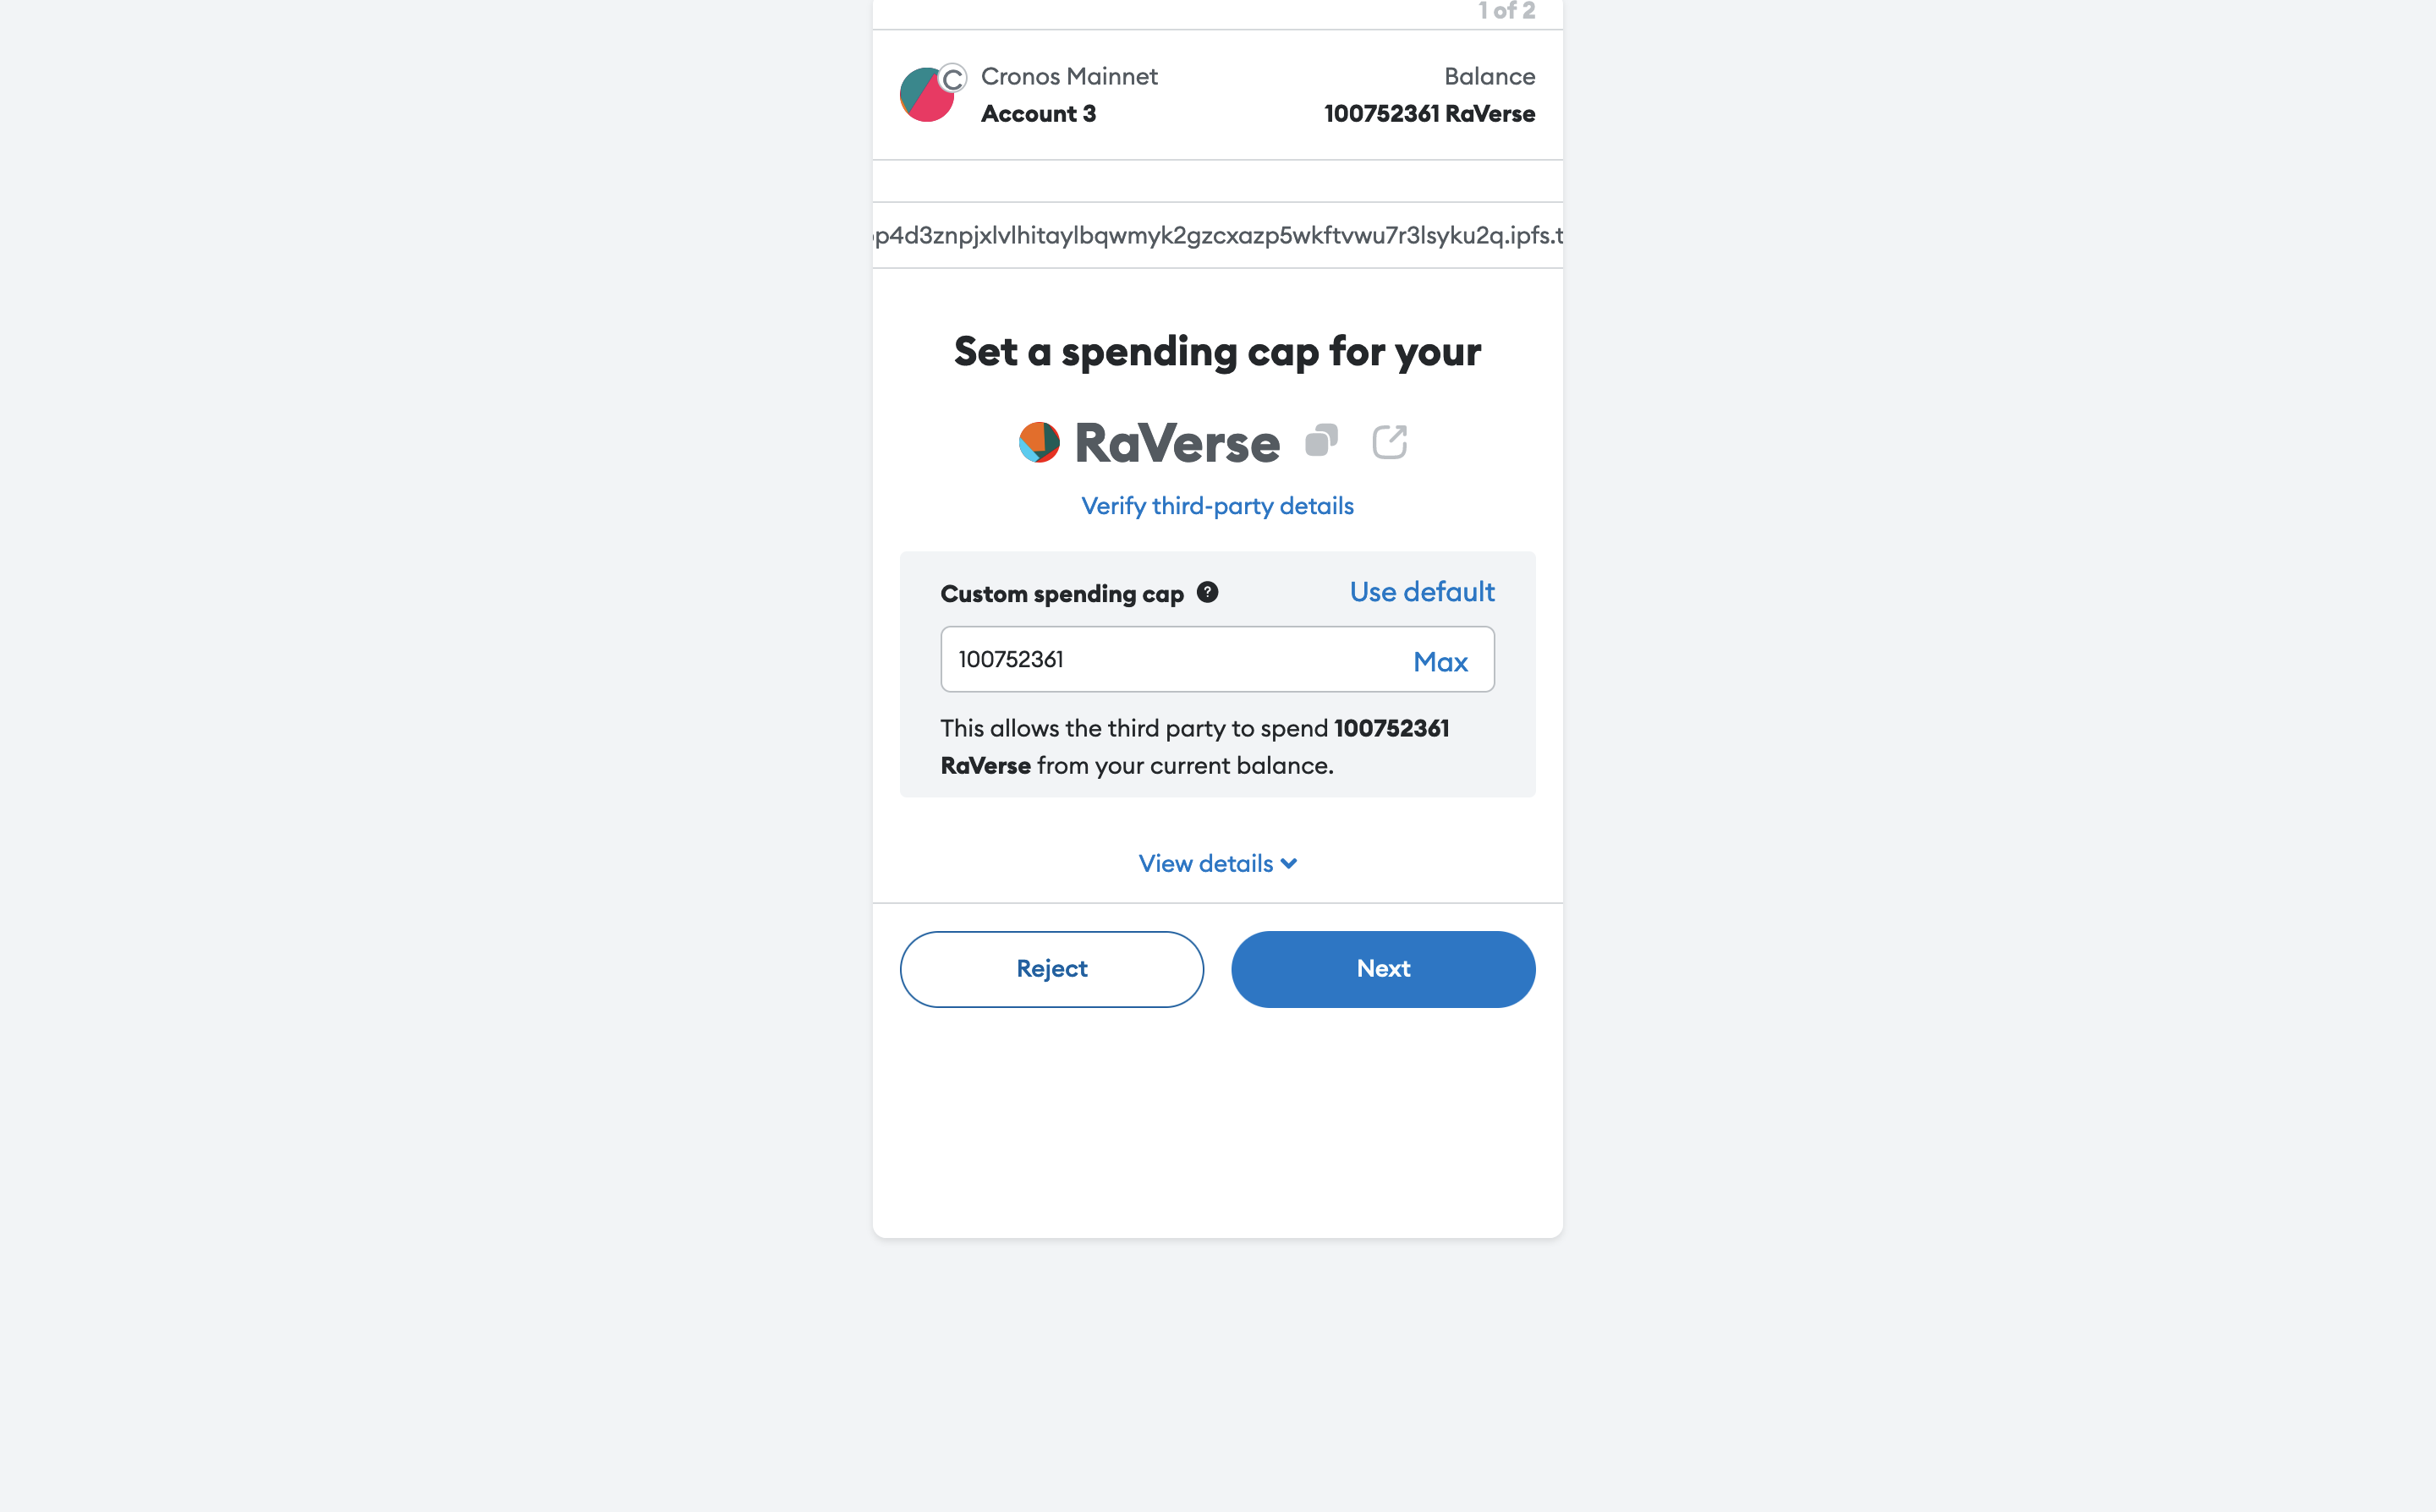 1 of 2
Cronos Mainnet
Balance
Account 3
100752361 RaVerse
p4d3znpjxlvlhitaylbqwmyk2gzcxazp5wkftvwu7r3lsyku2q.ipfs.t
Set a spending cap for your
RaVerse
Verify third-party details
Custom spending cap ?
Use default
100752361
Max
This allows the third party to spend 100752361
RaVerse from your current balance.
View details
Reject
Next